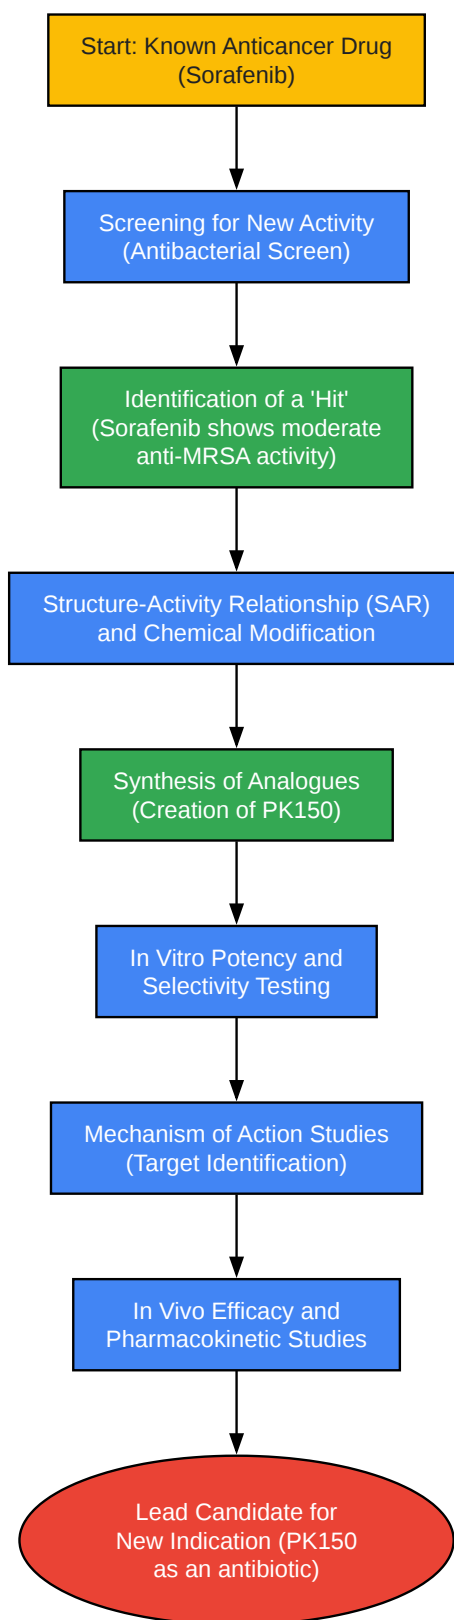 Start: Known Anticancer Drug
(Sorafenib)
Screening for New Activity
(Antibacterial Screen)
Identification of a 'Hit'
(Sorafenib shows moderate
anti-MRSA activity)
Structure-Activity Relationship (SAR)
and Chemical Modification
Synthesis of Analogues
(Creation of PK150)
In Vitro Potency and
Selectivity Testing
Mechanism of Action Studies
(Target Identification)
In Vivo Efficacy and
Pharmacokinetic Studies
Lead Candidate for
New Indication (PK150
as an antibiotic)